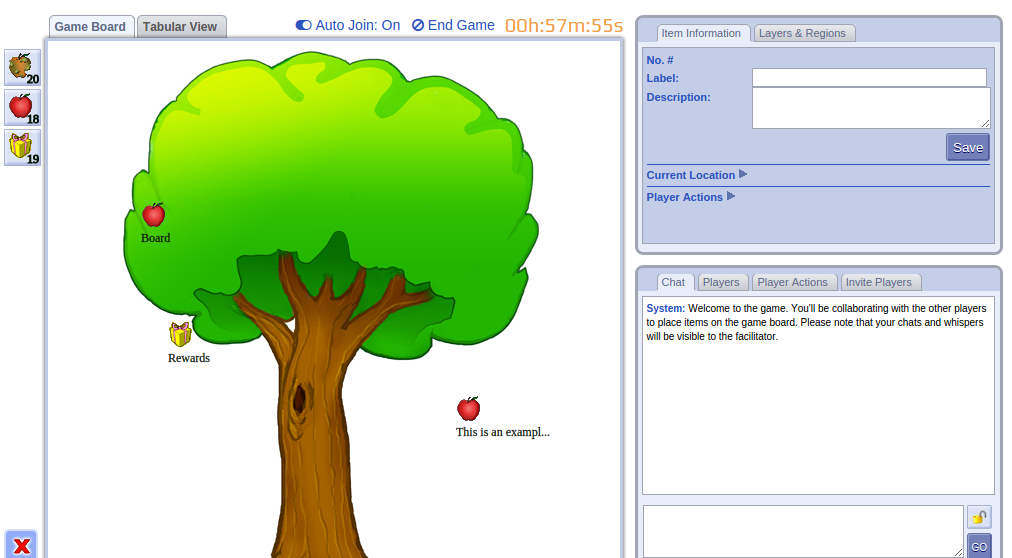 Game Board
Tabular View
Auto Join: On
End Game
00h:57m:55s
20
18
19
Board
Rewards
This is an exampl...
Item Information
Layers & Regions
No. #
Label:
Description:
Save
Current Location
Player Actions
Chat
Players
Player Actions
Invite Players
System: Welcome to the game. You'll be collaborating with the other players
to place items on the game board. Please note that your chats and whispers
will be visible to the facilitator.
GO